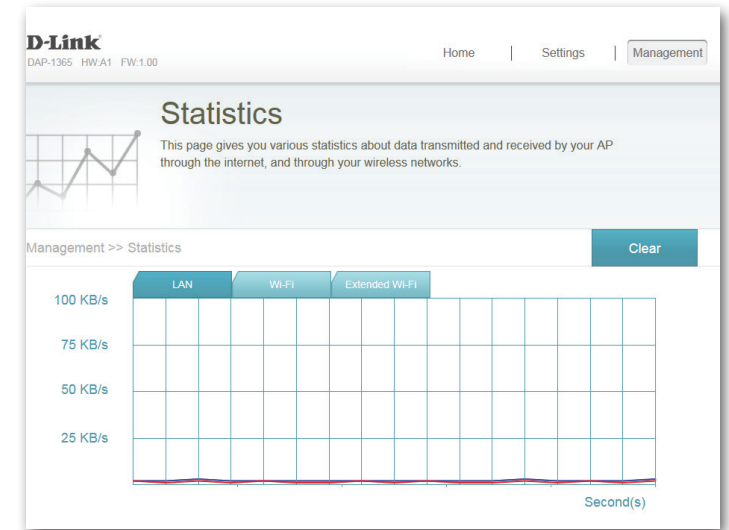 D-Link
DAP-1365 HW:A1 FW:1.00
Home | Settings | Management
Statistics
This page gives you various statistics about data transmitted and received by your AP
through the internet, and through your wireless networks.
Management >> Statistics
Clear
LAN Wi-Fi Extended Wi-Fi
100 KB/s
75 KB/s
50 KB/s
25 KB/s
Second(s)